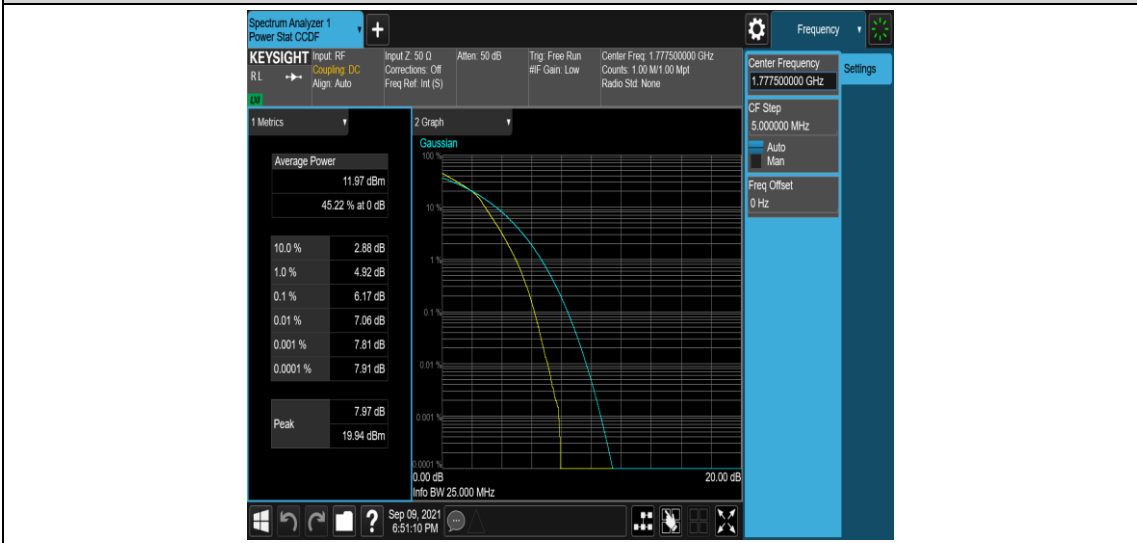 Spectrum Analyzer 1
Power Stat CCDF
+
Frequency
KEYSIGHT
RL
LXI
Input: RF
Coupling: DC
Align: Auto
Input Z: 50 Ω
Corrections: Off
Freq Ref: Int (S)
Atten: 50 dB
Trig: Free Run
#IF Gain: Low
Center Freq: 1.777500000 GHz
Counts: 1.00 M/1.00 Mpt
Radio Std: None
Center Frequency
1.777500000 GHz
Settings
CF Step
5.000000 MHz
Auto
Man
Freq Offset
0 Hz
1 Metrics
Average Power
11.97 dBm
45.22 % at 0 dB
10.0 % 2.88 dB
1.0 % 4.92 dB
0.1 % 6.17 dB
0.01 % 7.06 dB
0.001 % 7.81 dB
0.0001 % 7.91 dB
Peak
7.97 dB
19.94 dBm
2 Graph
Gaussian
100 %
10 %
1 %
0.1 %
0.01 %
0.001 %
0.0001 %
0.00 dB 20.00 dB
Info BW 25.000 MHz
?
Sep 09, 2021
6:51:10 PM